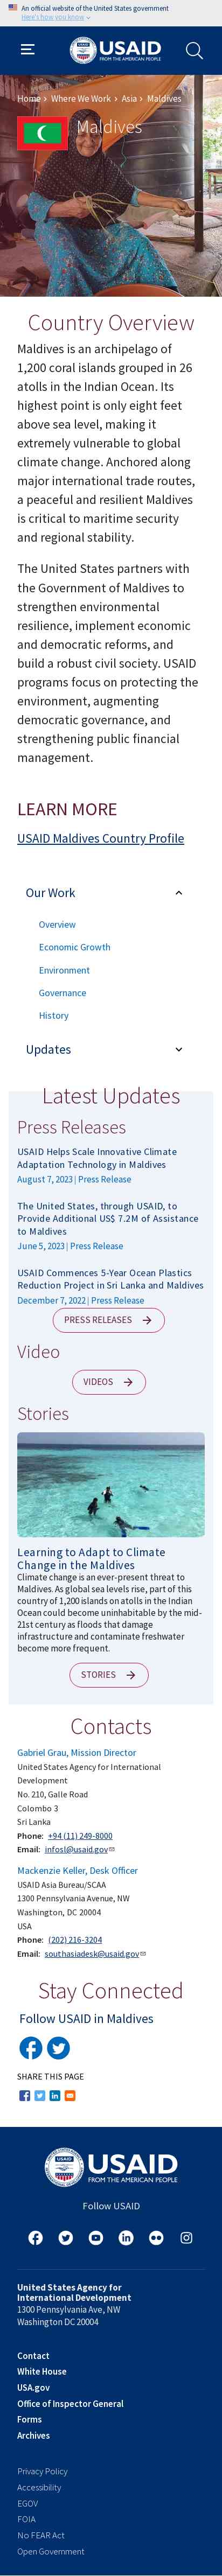 An official website of the United States government
Here's how you know
USAID
FROM THE AMERICAN PEOPLE
Home > Where We Work > Asia > Maldives
Maldives
Country Overview
Maldives is an archipelago of
1,200 coral islands grouped in 26
atolls in the Indian Ocean. Its
highest point is only eight feet
above sea level, making it
extremely vulnerable to global
climate change. Anchored along
major international trade routes,
a peaceful and resilient Maldives
is critical to maritime security
and regional stability.
The United States partners with
the Government of Maldives to
strengthen environmental
resilience, implement economic
and democratic reforms, and
build a robust civil society. USAID
programs focus on protecting the
environment, augmenting
democratic governance, and
strengthening public financial
management.
LEARN MORE
USAID Maldives Country Profile
Our Work
Overview
Economic Growth
Environment
Governance
History
Updates
Latest Updates
Press Releases
USAID Helps Scale Innovative Climate
Adaptation Technology in Maldives
August 7, 2023 | Press Release
The United States, through USAID, to
Provide Additional US$ 7.2M of Assistance
to Maldives
June 5, 2023 | Press Release
USAID Commences 5-Year Ocean Plastics
Reduction Project in Sri Lanka and Maldives
December 7, 2022 | Press Release
PRESS RELEASES
Video
VIDEOS
Stories
Learning to Adapt to Climate
Change in the Maldives
Climate change is an ever-present threat to
Maldives. As global sea levels rise, part of this
country of 1,200 islands on atolls in the Indian
Ocean could become uninhabitable by the mid-
21st century as floods that damage
infrastructure and contaminate freshwater
become more frequent.
STORIES
Contacts
Gabriel Grau, Mission Director
United States Agency for International
Development
No. 210, Galle Road
Colombo 3
Sri Lanka
Phone: +94 (11) 249-8000
Email: infosl@usaid.gov
Mackenzie Keller, Desk Officer
USAID Asia Bureau/SCAA
1300 Pennsylvania Avenue, NW
Washington, DC 20004
USA
Phone: (202) 216-3204
Email: southasiadesk@usaid.gov
Stay Connected
Follow USAID in Maldives
SHARE THIS PAGE
USAID
FROM THE AMERICAN PEOPLE
Follow USAID
United States Agency for
International Development
1300 Pennsylvania Ave, NW
Washington DC 20004
Contact
White House
USA.gov
Office of Inspector General
Forms
Archives
Privacy Policy
Accessibility
EGOV
FOIA
No FEAR Act
Open Government